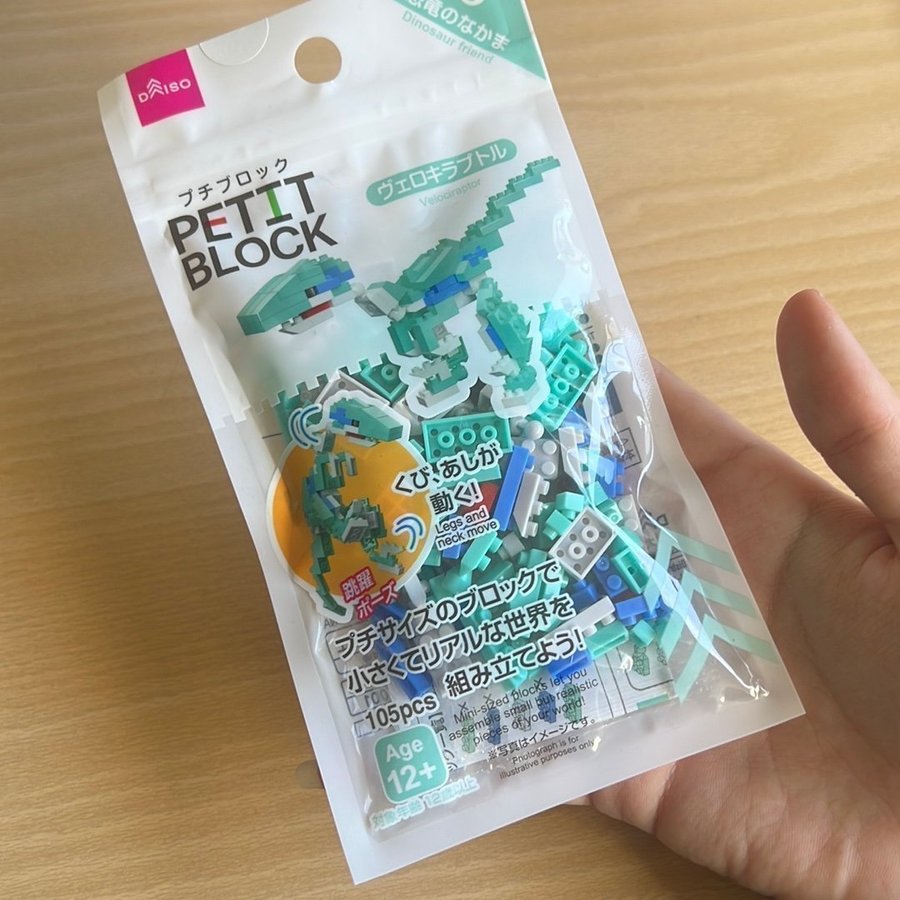 恐竜のなかま
Dinosaur friend
DAISO
プチブロック
PETIT
BLOCK
ヴェロキラプトル
Velociraptor
くび、あしが
動く!
Legs and
neck move
跳躍
ポーズ
プチサイズのブロックで
小さくてリアルな世界を
組み立てよう!
105pcs
Mini-sized blocks let you
assemble small but realistic
pieces of your world!
※写真はイメージです。
Photograph is for
illustrative purposes only.
Age
12+
対象年齢 12歳以上